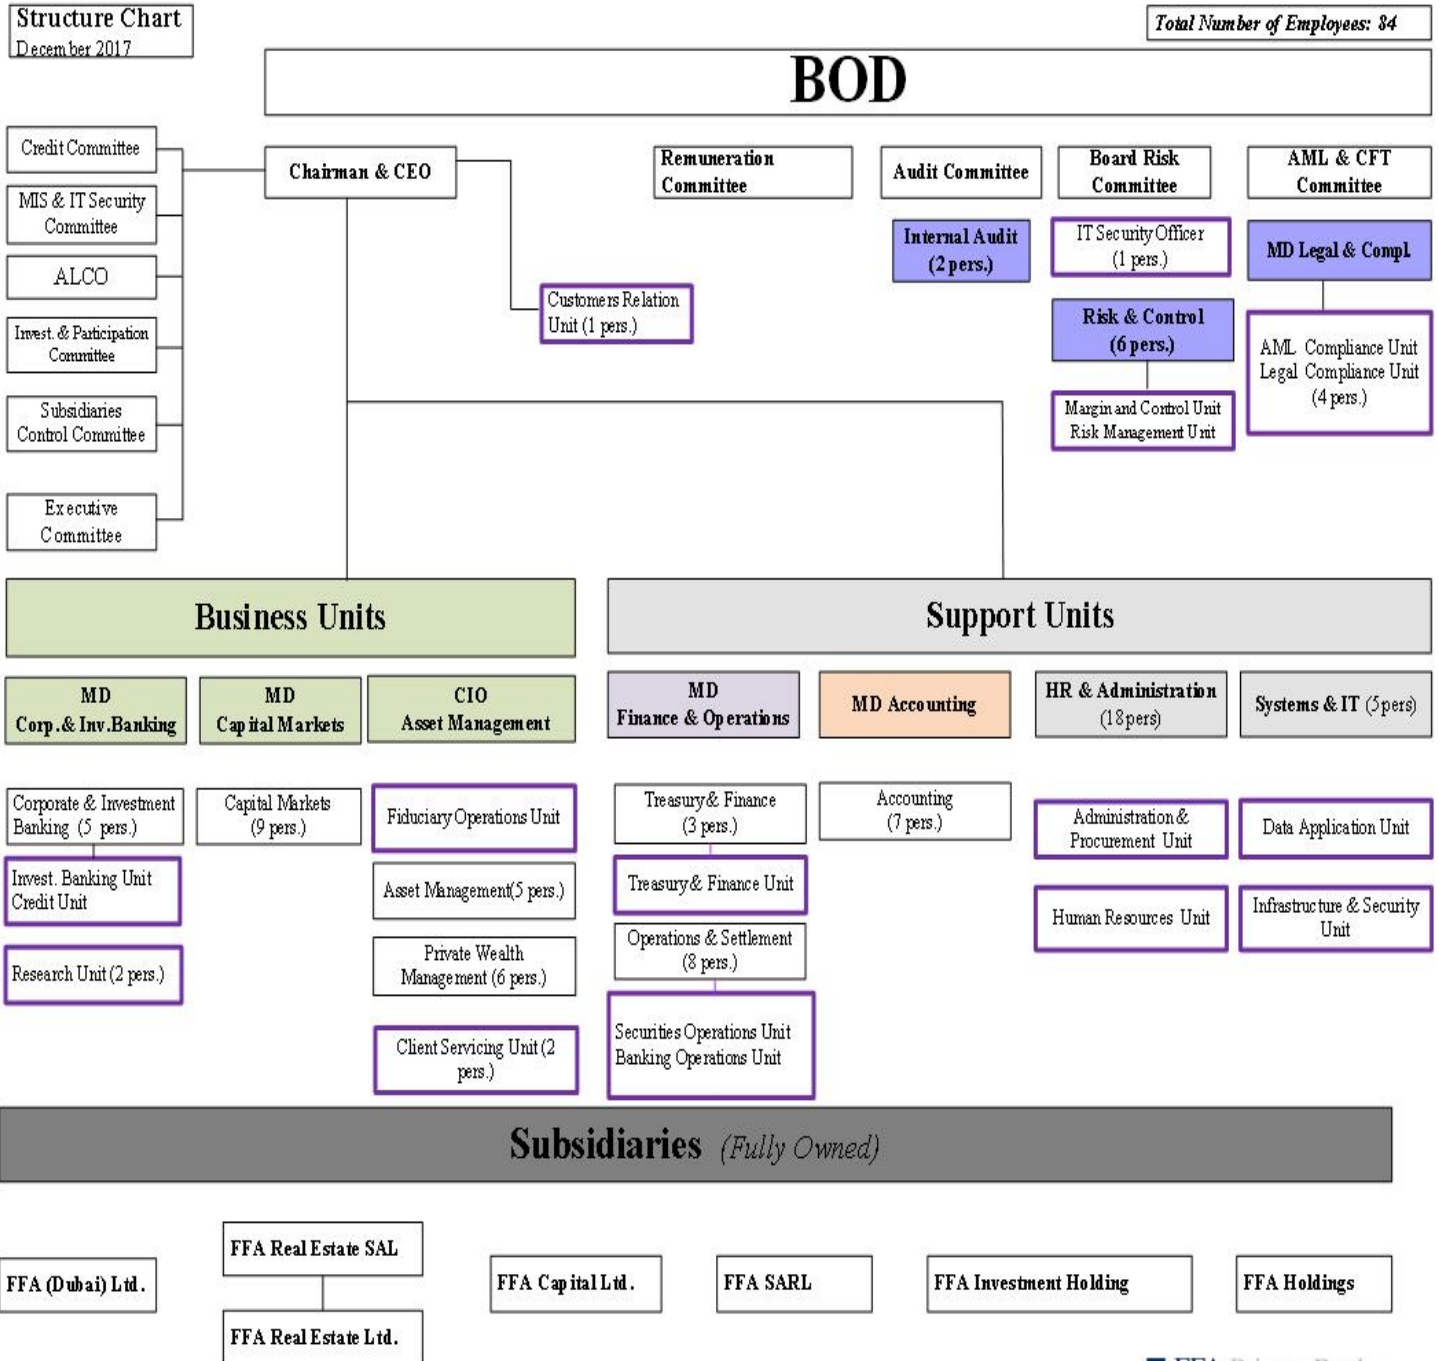 Structure Chart
December 2017
Total Number of Employees: 84
BOD
Credit Committee
MIS & IT Security
Committee
ALCO
Invest. & Participation
Committee
Subsidiaries
Control Committee
Executive
Committee
Chairman & CEO
Customers Relation
Unit (1 pers.)
Remuneration
Committee
Audit Committee
Internal Audit
(2 pers.)
Board Risk
Committee
IT Security Officer
(1 pers.)
Risk & Control
(6 pers.)
Margin and Control Unit
Risk Management Unit
AML & CFT
Committee
MD Legal & Compl.
AML Compliance Unit
Legal Compliance Unit
(4 pers.)
Business Units
MD
Corp.& Inv.Banking
MD
Capital Markets
CIO
Asset Management
Corporate & Investment
Banking (5 pers.)
Invest. Banking Unit
Credit Unit
Research Unit (2 pers.)
Capital Markets
(9 pers.)
Fiduciary Operations Unit
Asset Management(5 pers.)
Private Wealth
Management (6 pers.)
Client Servicing Unit (2
pers.)
Support Units
MD
Finance & Operations
MD Accounting
HR & Administration
(18pers)
Systems & IT (5pers)
Treasury & Finance
(3 pers.)
Treasury & Finance Unit
Operations & Settlement
(8 pers.)
Securities Operations Unit
Banking Operations Unit
Accounting
(7 pers.)
Administration &
Procurement Unit
Human Resources Unit
Data Application Unit
Infrastructure & Security
Unit
Subsidiaries (Fully Owned)
FFA (Dubai) Ltd.
FFA Real Estate SAL
FFA Real Estate Ltd.
FFA Capital Ltd.
FFA SARL
FFA Investment Holding
FFA Holdings
FFA